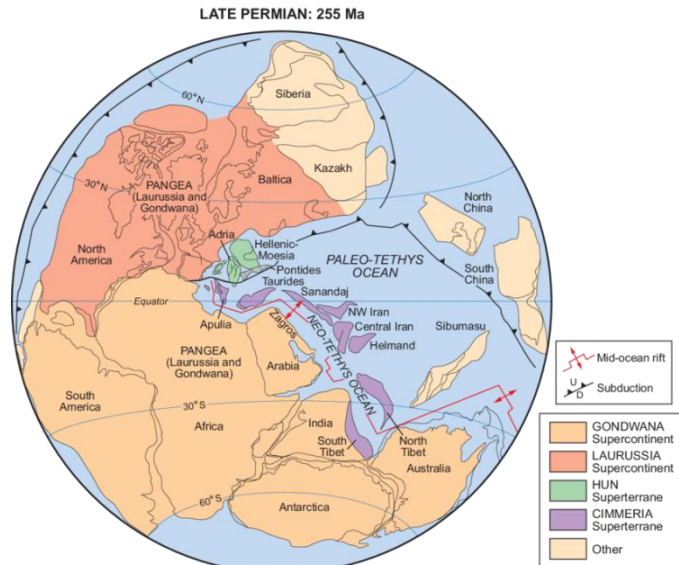 LATE PERMIAN: 255 Ma
60°N
Siberia
Kazakh
30°N
PANGEA
(Laurussia and
Gondwana)
Baltica
North
China
North
America
Adria
Hellenic-
Moesia
PALEO-TETHYS
OCEAN
South
China
Pontides
Taurides
Sanandaj
Equator
Apulia
Zagros
NEO-TETHYS OCEAN
NW Iran
Central Iran
Helmand
Sibumasu
PANGEA
(Laurussia and
Gondwana)
Arabia
South
America
Africa
30°S
India
South
Tibet
North
Tibet
Australia
Antarctica
60°S
Mid-ocean rift
U
D
Subduction
GONDWANA
Supercontinent
LAURUSSIA
Supercontinent
HUN
Superterrane
CIMMERIA
Superterrane
Other